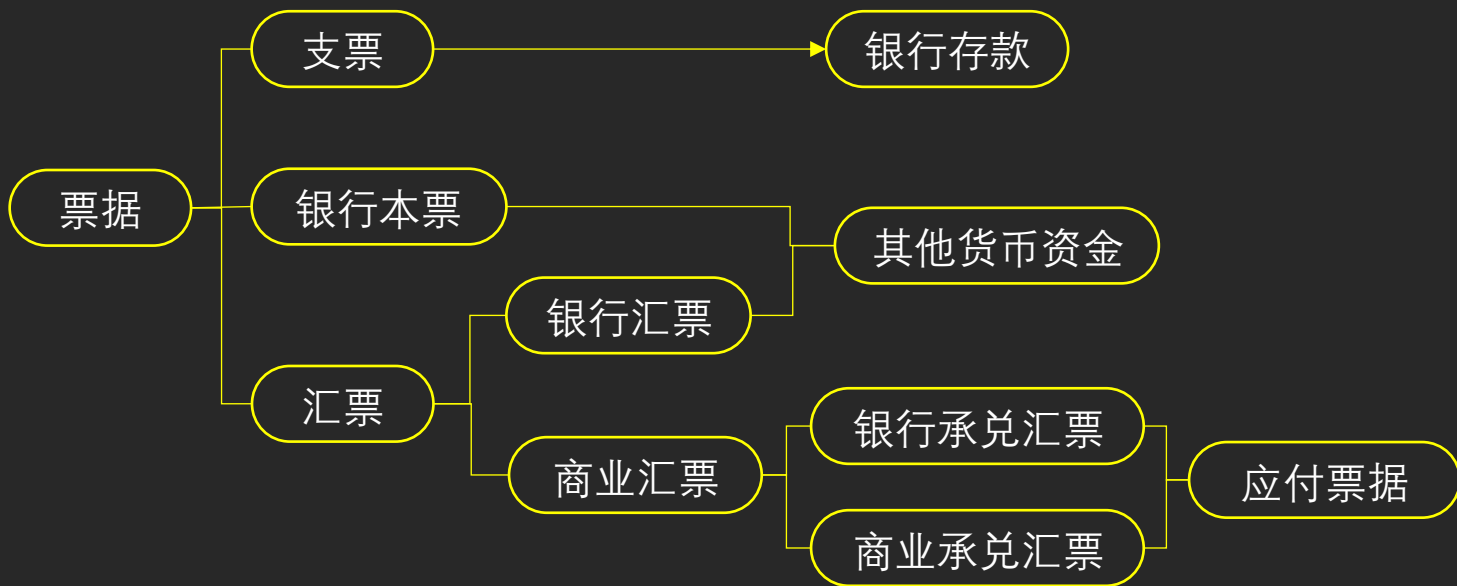 支票
银行存款
票据
银行本票
其他货币资金
银行汇票
汇票
银行承兑汇票
商业汇票
应付票据
商业承兑汇票